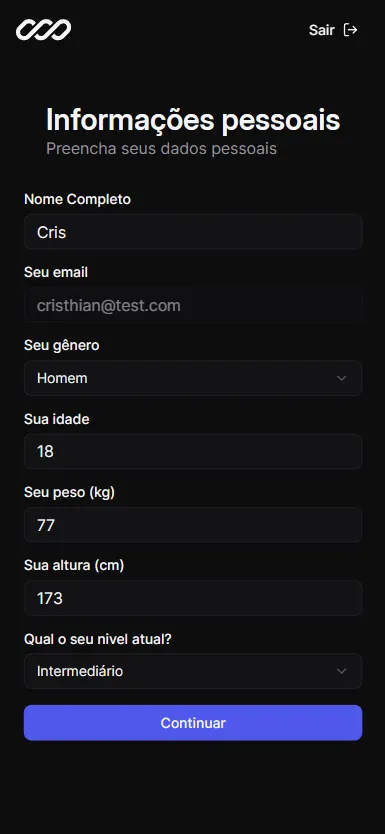 Sair
Informações pessoais
Preencha seus dados pessoais
Nome Completo
Cris
Seu email
cristhian@test.com
Seu gênero
Homem
Sua idade
18
Seu peso (kg)
77
Sua altura (cm)
173
Qual o seu nivel atual?
Intermediário
Continuar